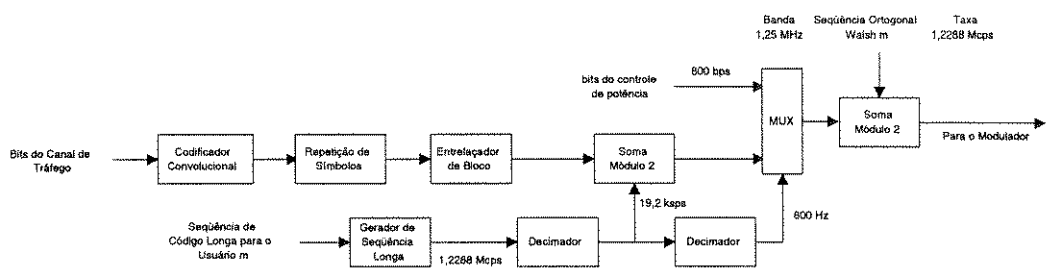 Banda
1,25 MHz
Seqüência Ortogonal
Walsh m
Taxa
1,2288 Mcps
bits do controle
de potência
800 bps
MUX
Soma
Módulo 2
Para o Modulador
Bits do Canal de
Tráfego
Codificador
Convolucional
Repetição de
Símbolos
Entrelaçador
de Bloco
Soma
Módulo 2
19,2 ksps
800 Hz
Seqüência de
Código Longa para o
Usuário m
Gerador de
Seqüência
Longa
1,2288 Mcps
Decimador
Decimador